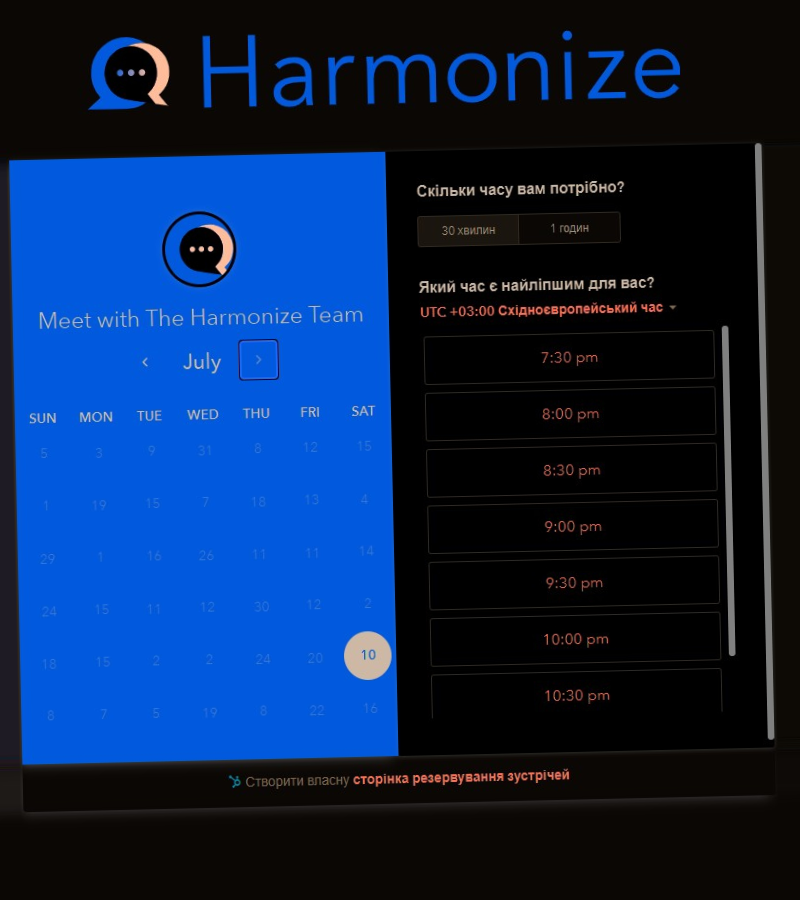 Harmonize
Meet with The Harmonize Team
July
SUN MON TUE WED THU FRI SAT
5 3 9 31 8 12 15
1 19 15 7 18 13 4
29 1 16 26 11 11 14
24 15 11 12 30 12 2
18 15 2 2 24 20 10
8 7 5 19 8 22 16
Скільки часу вам потрібно?
30 хвилин 1 годин
Який час є найліпшим для вас?
UTC +03:00 Східноєвропейський час
7:30 pm
8:00 pm
8:30 pm
9:00 pm
9:30 pm
10:00 pm
10:30 pm
Створити власну сторінка резервування зустрічей